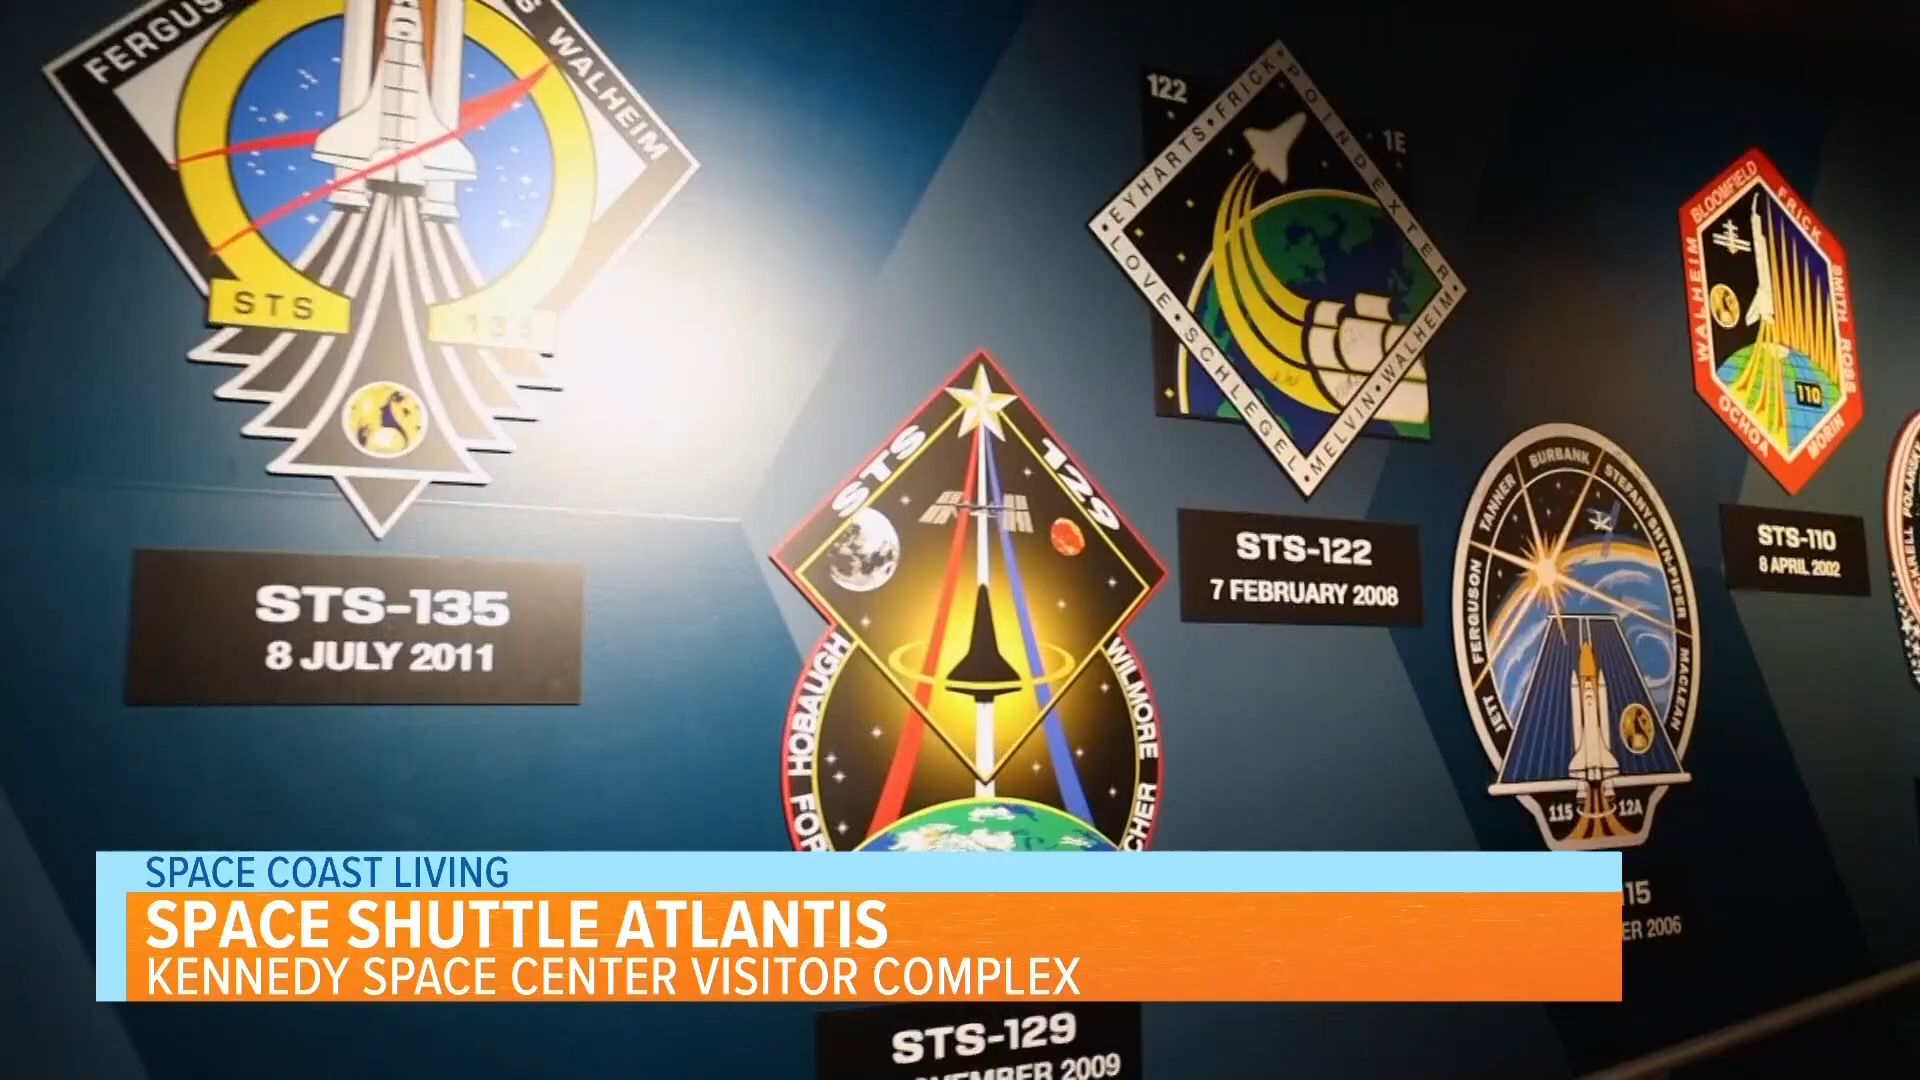 WALHEIM
STS 135
STS-135
8 JULY 2011
STS 129
HOBAUGH
WILMORE
STS-129
2009
122
1E
EYHARTS • FRICK • POINDEXTER
• LOVE • SCHLEGEL • MELVIN • WALHEIM •
STS-122
7 FEBRUARY 2008
JETT FERGUSON TANNER BURBANK STEFANYSHYN-PIPER MACLEAN
115 12A
2006
WALHEIM BLOOMFIELD FRICK SMITH ROSS MORIN OCHOA
110
STS-110
8 APRIL 2002
SPACE COAST LIVING
SPACE SHUTTLE ATLANTIS
KENNEDY SPACE CENTER VISITOR COMPLEX